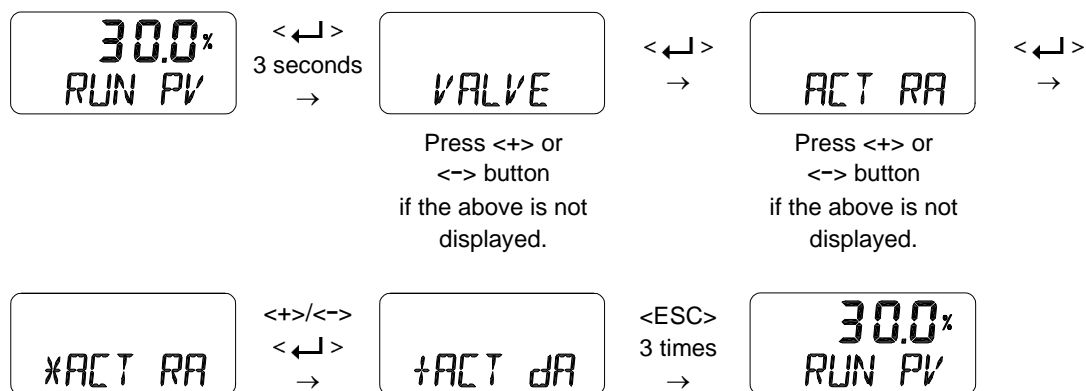 30.0%
RUN PV
< ↵ >
3 seconds
→
VALVE
Press <+> or
<-> button
if the above is not
displayed.
< ↵ >
→
ACT RA
Press <+> or
<-> button
if the above is not
displayed.
< ↵ >
→
*ACT RA
<+>/<->
< ↵ >
→
+ACT dA
<ESC>
3 times
→
30.0%
RUN PV